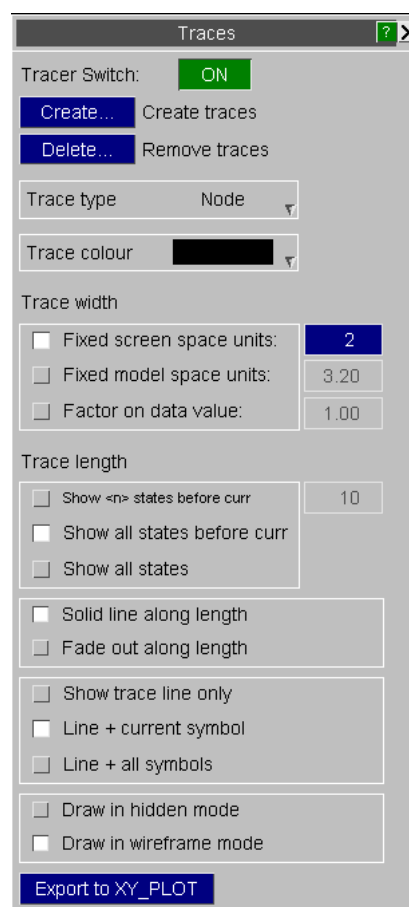 Traces ? X
Tracer Switch: ON
Create... Create traces
Delete... Remove traces
Trace type Node
Trace colour
Trace width
Fixed screen space units: 2
Fixed model space units: 3.20
Factor on data value: 1.00
Trace length
Show <n> states before curr 10
Show all states before curr
Show all states
Solid line along length
Fade out along length
Show trace line only
Line + current symbol
Line + all symbols
Draw in hidden mode
Draw in wireframe mode
Export to XY_PLOT